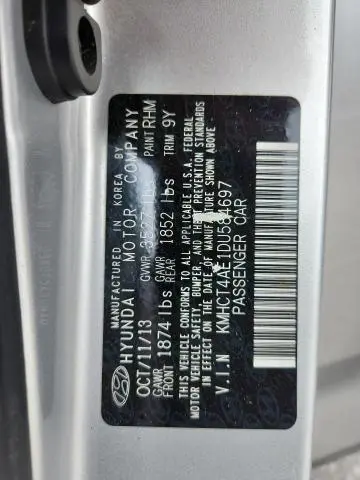 MANUFACTURED IN KOREA BY
HYUNDAI MOTOR COMPANY
OCT/11/13 GVWR 3527 lbs PAINT RHM
GAWR FRONT 1874 lbs GAWR REAR 1852 lbs TRIM 9Y
THIS VEHICLE CONFORMS TO ALL APPLICABLE U.S.A. FEDERAL
MOTOR VEHICLE SAFETY BUMPER AND THEFT PREVENTION STANDARDS
IN EFFECT ON THE DATE OF MANUFACTURE SHOWN ABOVE
V.I.N KMHCT4AE1DU584697
PASSENGER CAR